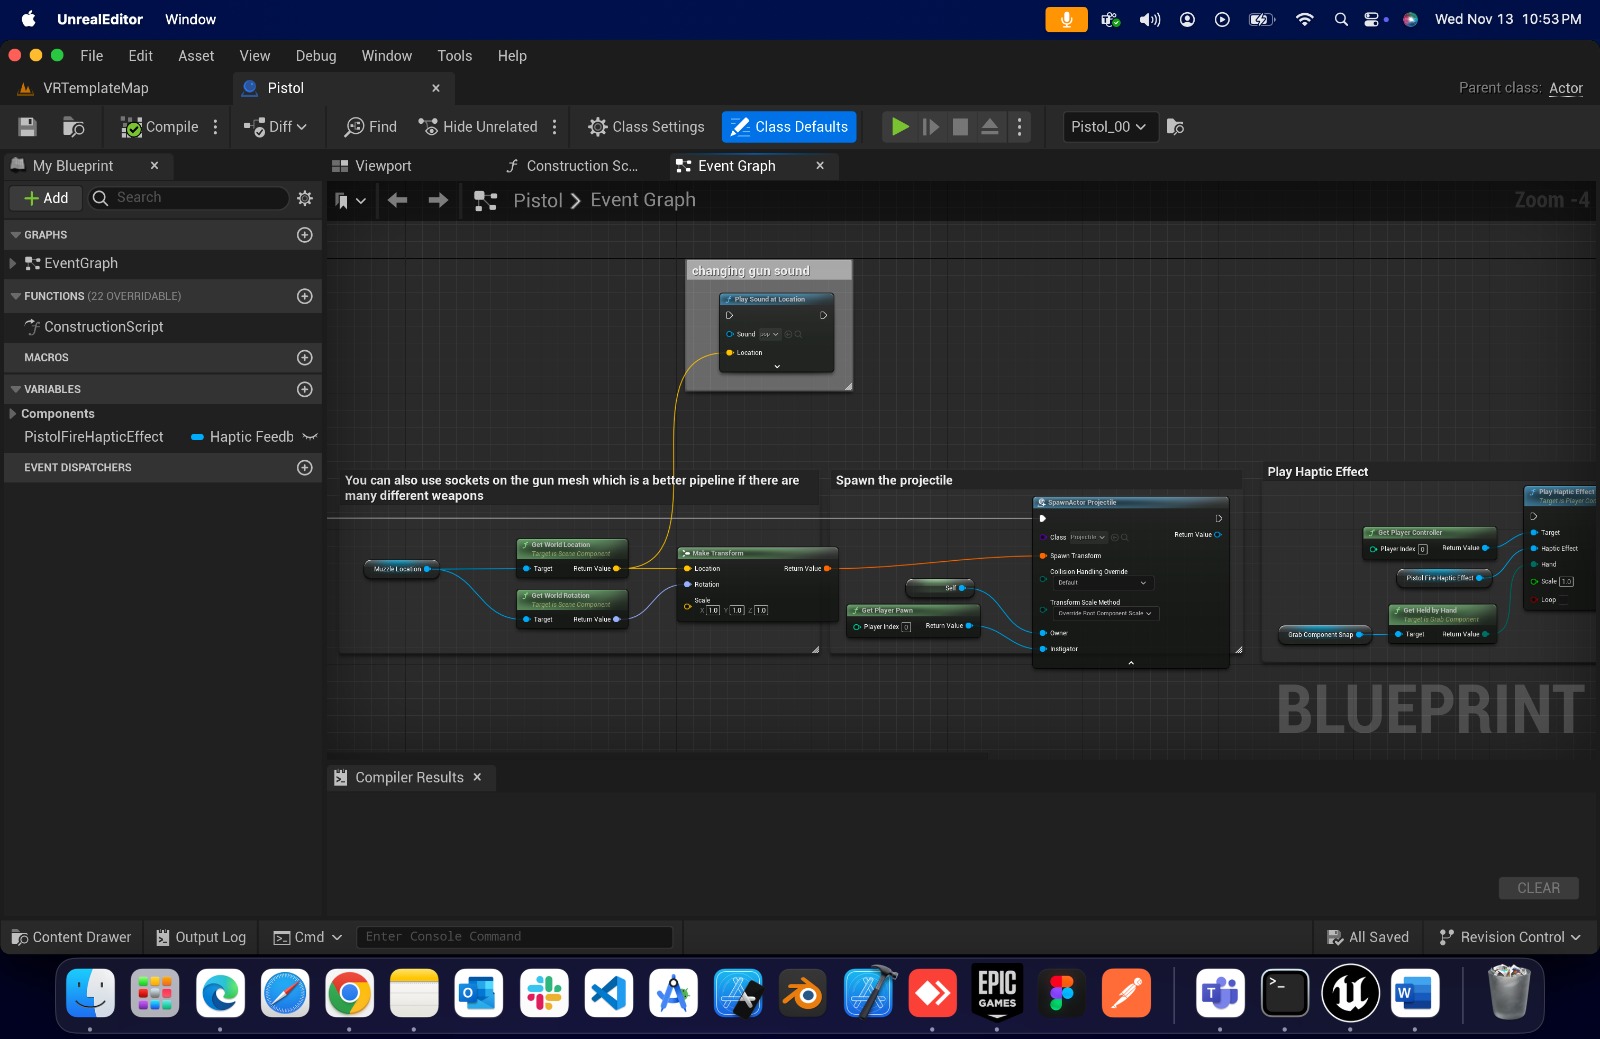 UnrealEditor Window Wed Nov 13 10:53 PM
File Edit Asset View Debug Window Tools Help
VRTemplateMap Pistol Parent class: Actor
Compile Diff Find Hide Unrelated Class Settings Class Defaults Pistol_00
My Blueprint Viewport Construction Sc... Event Graph
Add Search Pistol > Event Graph Zoom -4
GRAPHS
EventGraph
FUNCTIONS (22 OVERRIDABLE)
ConstructionScript
MACROS
VARIABLES
Components
PistolFireHapticEffect Haptic Feedb
EVENT DISPATCHERS
changing gun sound
Play Sound at Location
Sound pop
Location
You can also use sockets on the gun mesh which is a better pipeline if there are
many different weapons
Muzzle Location
Get World Location
Target is Scene Component
Target Return Value
Get World Rotation
Target is Scene Component
Target Return Value
Make Transform
Location Return Value
Rotation
Scale
X 1.0 Y 1.0 Z 1.0
Spawn the projectile
Self
Get Player Pawn
Player Index 0 Return Value
SpawnActor Projectile
Class Projectile Return Value
Spawn Transform
Collision Handling Override
Default
Transform Scale Method
Override Root Component Scale
Owner
Instigator
Play Haptic Effect
Get Player Controller
Player Index 0 Return Value
Pistol Fire Haptic Effect
Get Held by Hand
Target is Grab Component
Grab Component Snap
Target Return Value
Play Haptic Effect
Target is Player Con
Target
Haptic Effect
Hand
Scale 1.0
Loop
BLUEPRINT
Compiler Results
CLEAR
Content Drawer Output Log Cmd Enter Console Command All Saved Revision Control
EPIC
GAMES